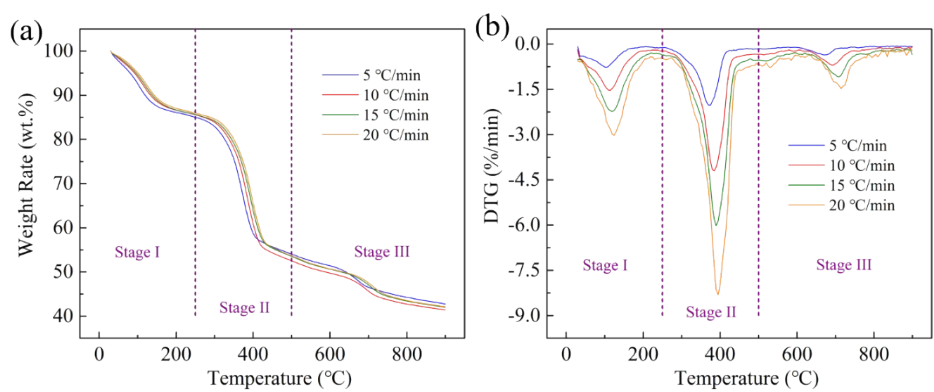 (a)
100
90
80
70
60
50
40
Weight Rate (wt.%)
5 ℃/min
10 ℃/min
15 ℃/min
20 ℃/min
Stage I
Stage II
Stage III
0 200 400 600 800
Temperature (℃)
(b)
0.0
-1.5
-3.0
-4.5
-6.0
-7.5
-9.0
DTG (%/min)
5 ℃/min
10 ℃/min
15 ℃/min
20 ℃/min
Stage I
Stage II
Stage III
0 200 400 600 800
Temperature (℃)